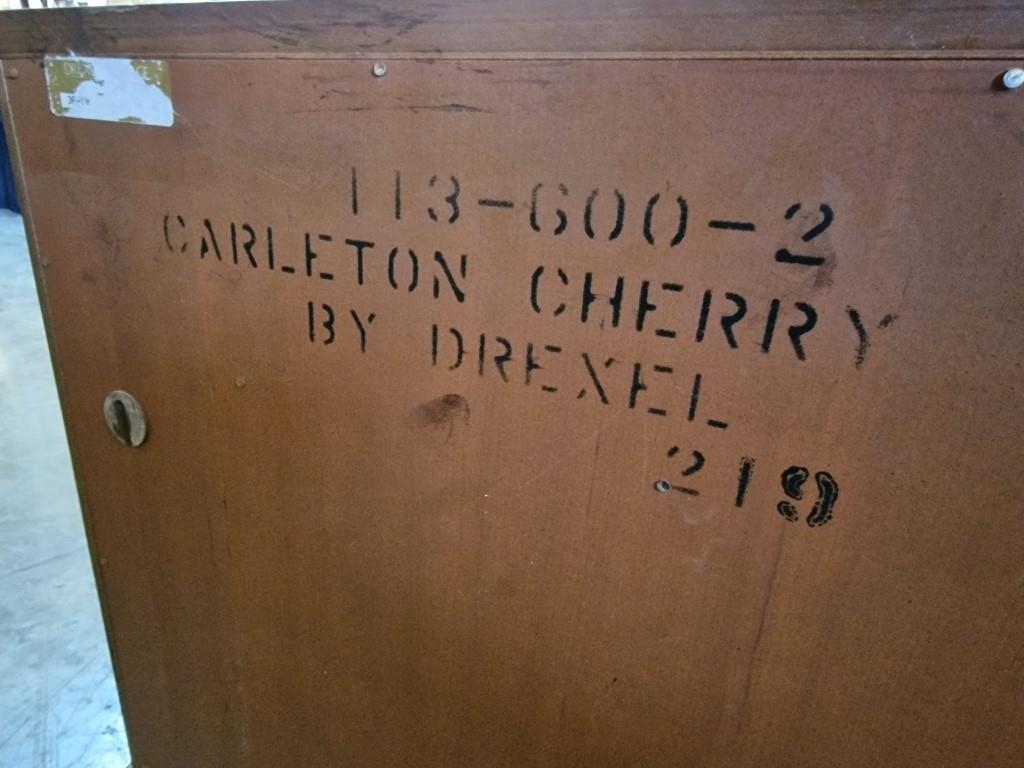 113-600-2
CARLETON CHERRY
BY DREXEL
219